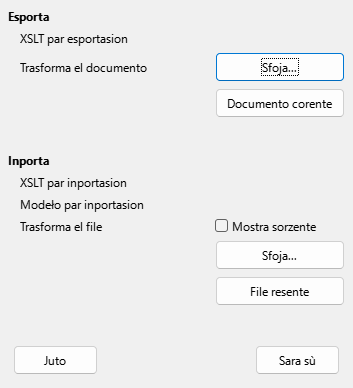 Esporta
XSLT par esportasion
Trasforma el documento
Sfoja...
Documento corente
Inporta
XSLT par inportasion
Modeło par inportasion
Trasforma el file
Mostra sorzente
Sfoja...
File resente
Juto
Sara sù